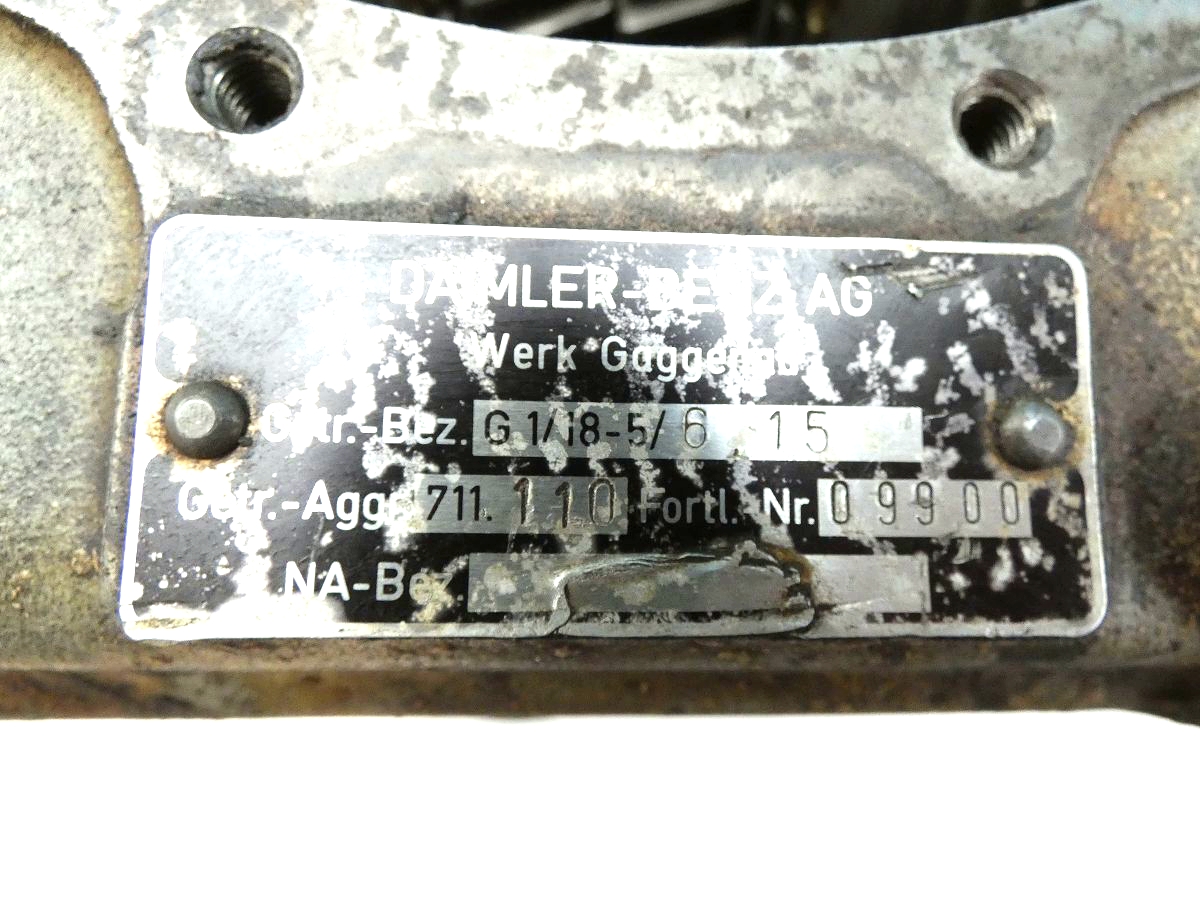 DAIMLER-BENZ AG
Werk Gaggenau
Getr.-Bez. G 1/18-5/6 15
Getr.-Aggr. 711.110 Fortl.-Nr. 09900
NA-Bez.